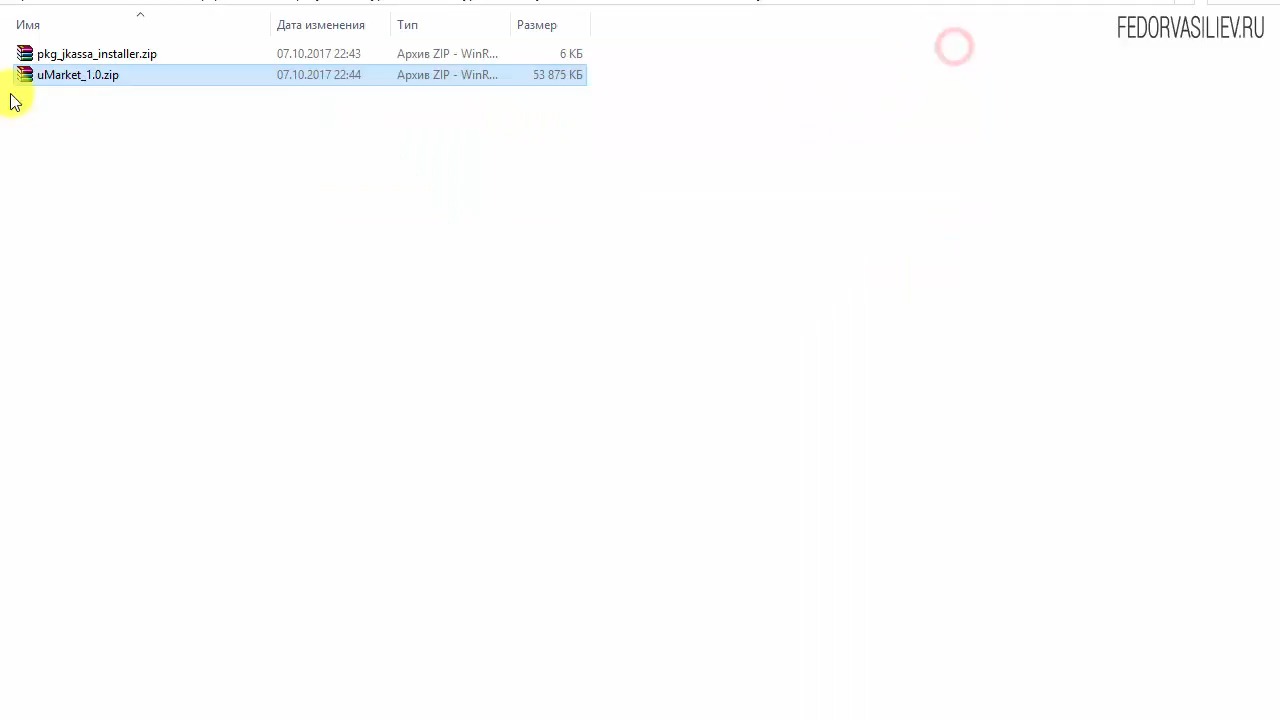 Имя Дата изменения Тип Размер
FEDORVASILIEV.RU
pkg_jkassa_installer.zip 07.10.2017 22:43 Архив ZIP - WinR... 6 КБ
uMarket_1.0.zip 07.10.2017 22:44 Архив ZIP - WinR... 53 875 КБ